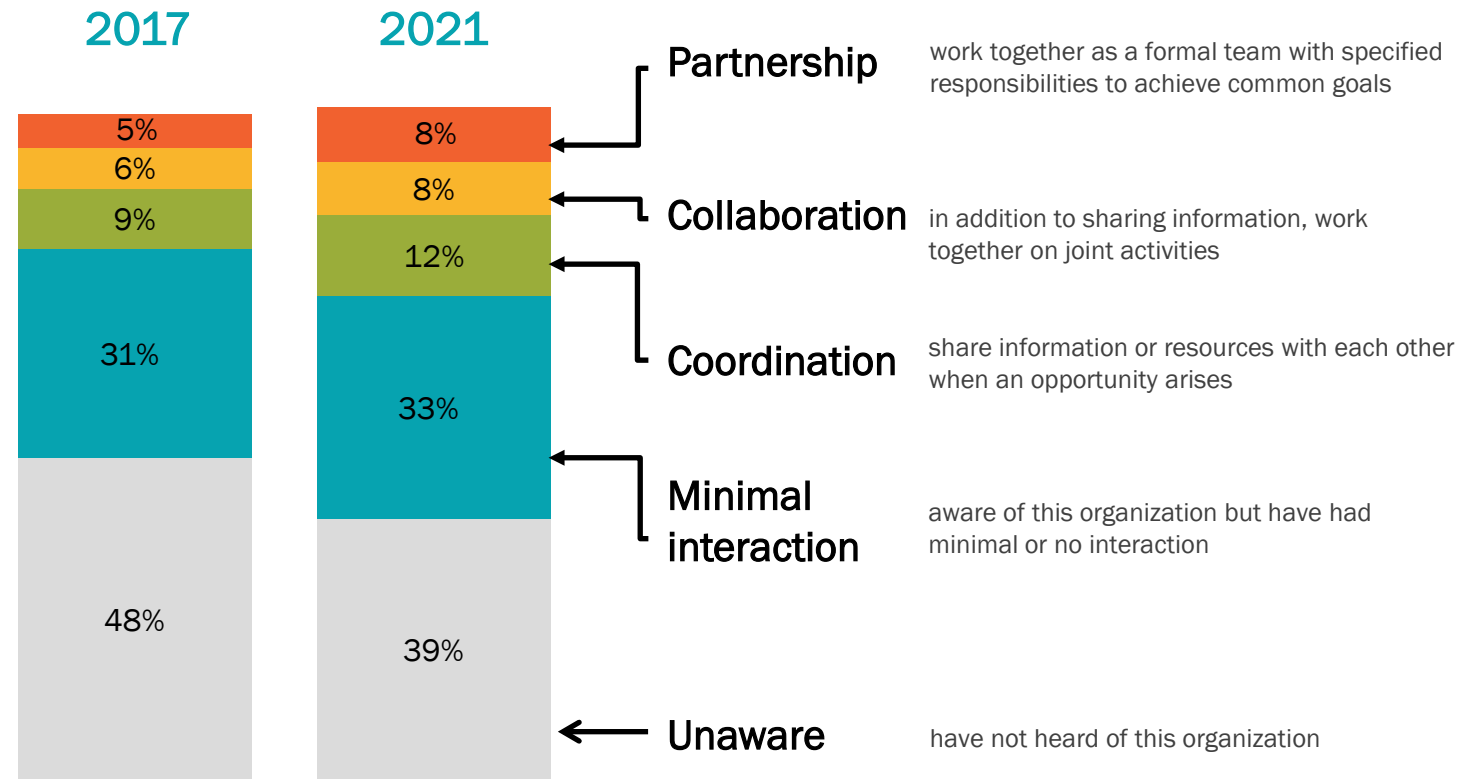 2017
2021
5%
6%
9%
31%
48%
8%
8%
12%
33%
39%
Partnership
work together as a formal team with specified
responsibilities to achieve common goals
Collaboration
in addition to sharing information, work
together on joint activities
Coordination
share information or resources with each other
when an opportunity arises
Minimal
interaction
aware of this organization but have had
minimal or no interaction
Unaware
have not heard of this organization